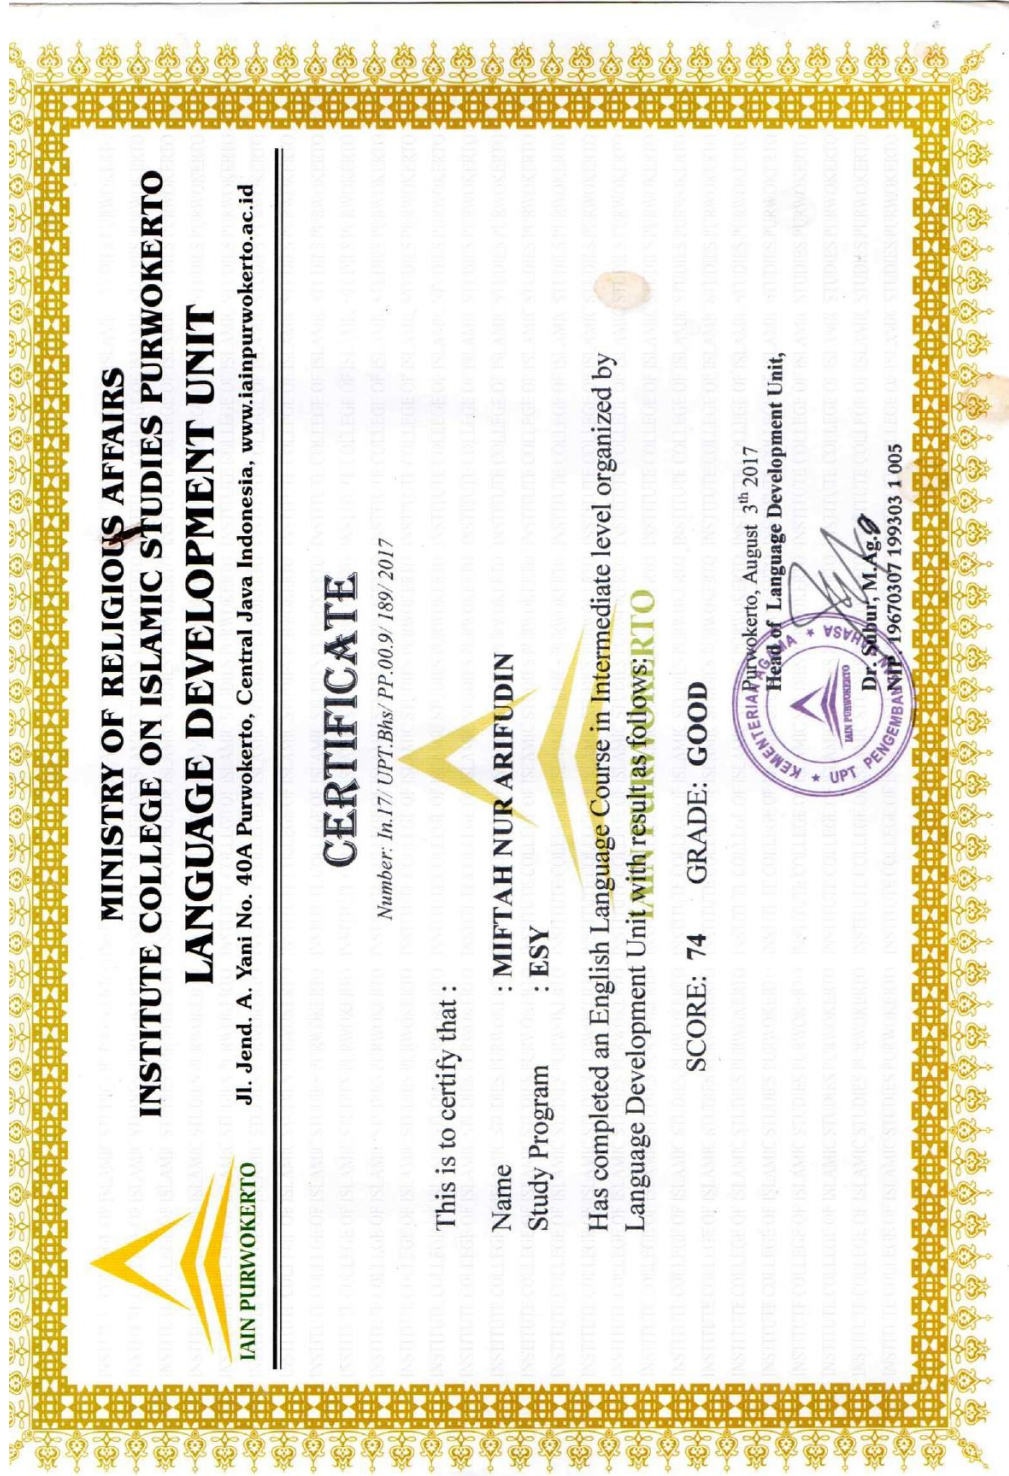 MINISTRY OF RELIGIOUS AFFAIRS
INSTITUTE COLLEGE ON ISLAMIC STUDIES PURWOKERTO
LANGUAGE DEVELOPMENT UNIT
Jl. Jend. A. Yani No. 40A Purwokerto, Central Java Indonesia, www.iainpurwokerto.ac.id
IAIN PURWOKERTO
CERTIFICATE
Number: In.17/ UPT.Bhs/ PP.00.9/ 189/ 2017
This is to certify that :
Name : MIFTAH NUR ARIFUDIN
Study Program : ESY
Has completed an English Language Course in Intermediate level organized by
Language Development Unit with result as follows:
IAIN PURWOKERTO
SCORE: 74 GRADE: GOOD
Purwokerto, August 3th 2017
Head of Language Development Unit,
KEMENTERIAN AGAMA * UPT PENGEMBANGAN BAHASA *
IAIN PURWOKERTO
Dr. Subur, M.Ag.
NIP. 19670307 199303 1 005